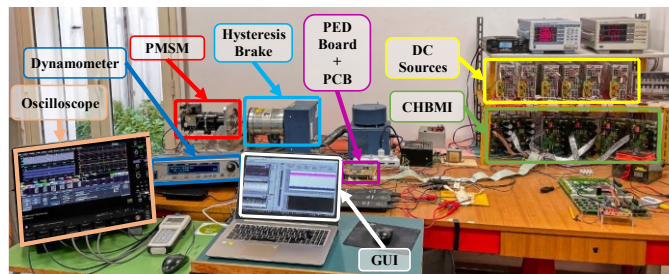 Hysteresis
Brake
PED
Board
+
PCB
PMSM
DC
Sources
Dynamometer
Oscilloscope
CHBMI
GUI